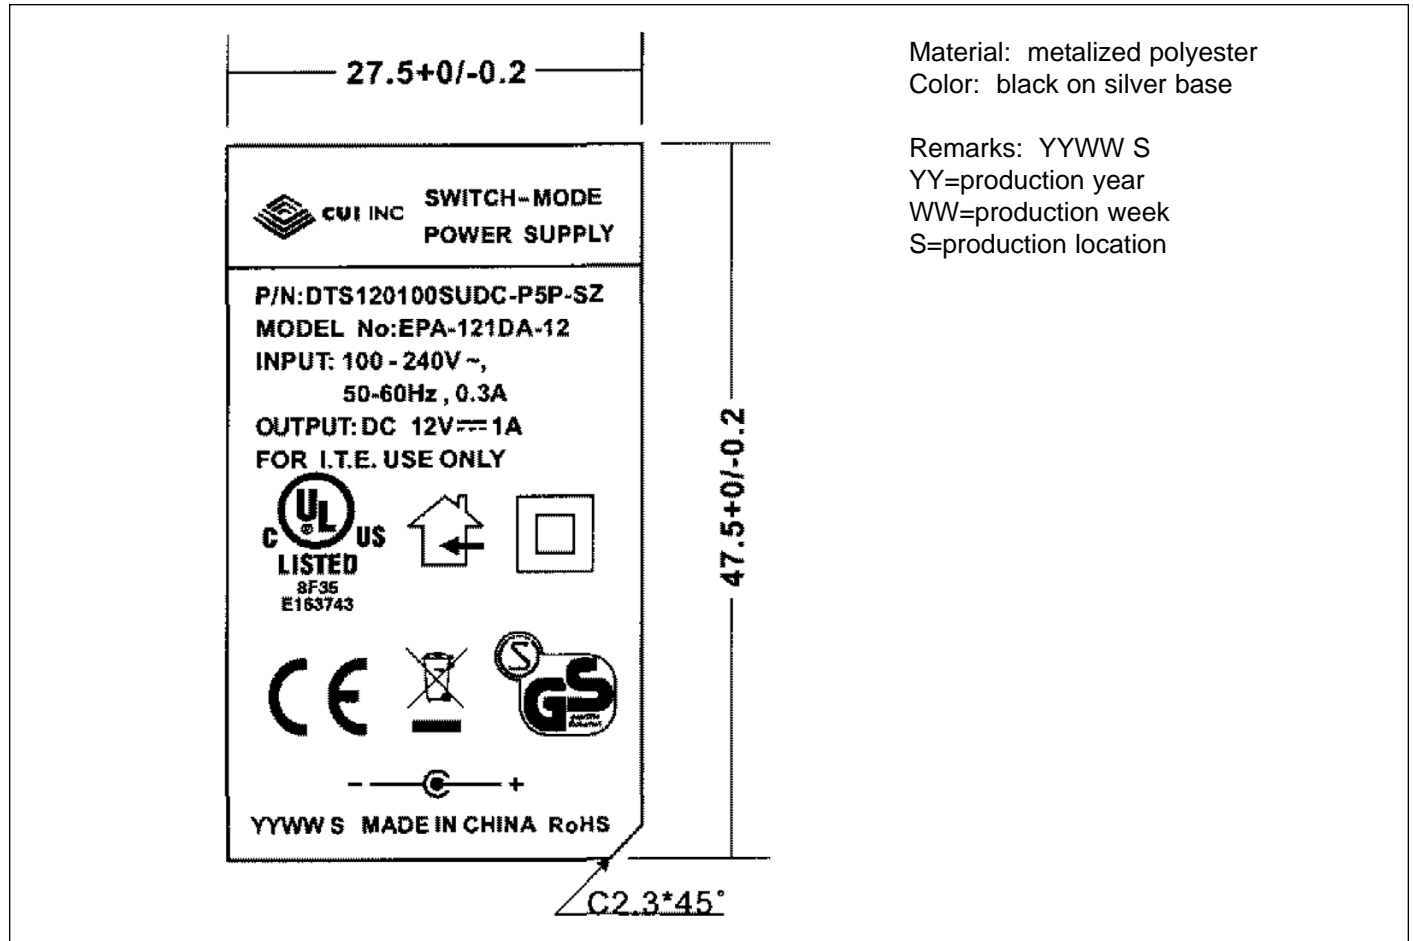 27.5+0/-0.2
Material: metalized polyester
Color: black on silver base
Remarks: YYWW S
YY=production year
WW=production week
S=production location
CUI INC
SWITCH-MODE
POWER SUPPLY
P/N:DTS120100SUDC-P5P-SZ
MODEL No:EPA-121DA-12
INPUT: 100-240V~,
50-60Hz, 0.3A
OUTPUT:DC 12V⎓1A
FOR I.T.E. USE ONLY
UL
®
C US
LISTED
8F35
E163743
47.5+0/-0.2
CE
S
GS
- +
YYWW S MADE IN CHINA RoHS
C2.3*45°